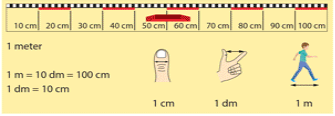 10 cm 20 cm 30 cm 40 cm 50 cm 60 cm 70 cm 80 cm 90 cm 100 cm
1 meter
1 m = 10 dm = 100 cm
1 dm = 10 cm
1 cm 1 dm 1 m